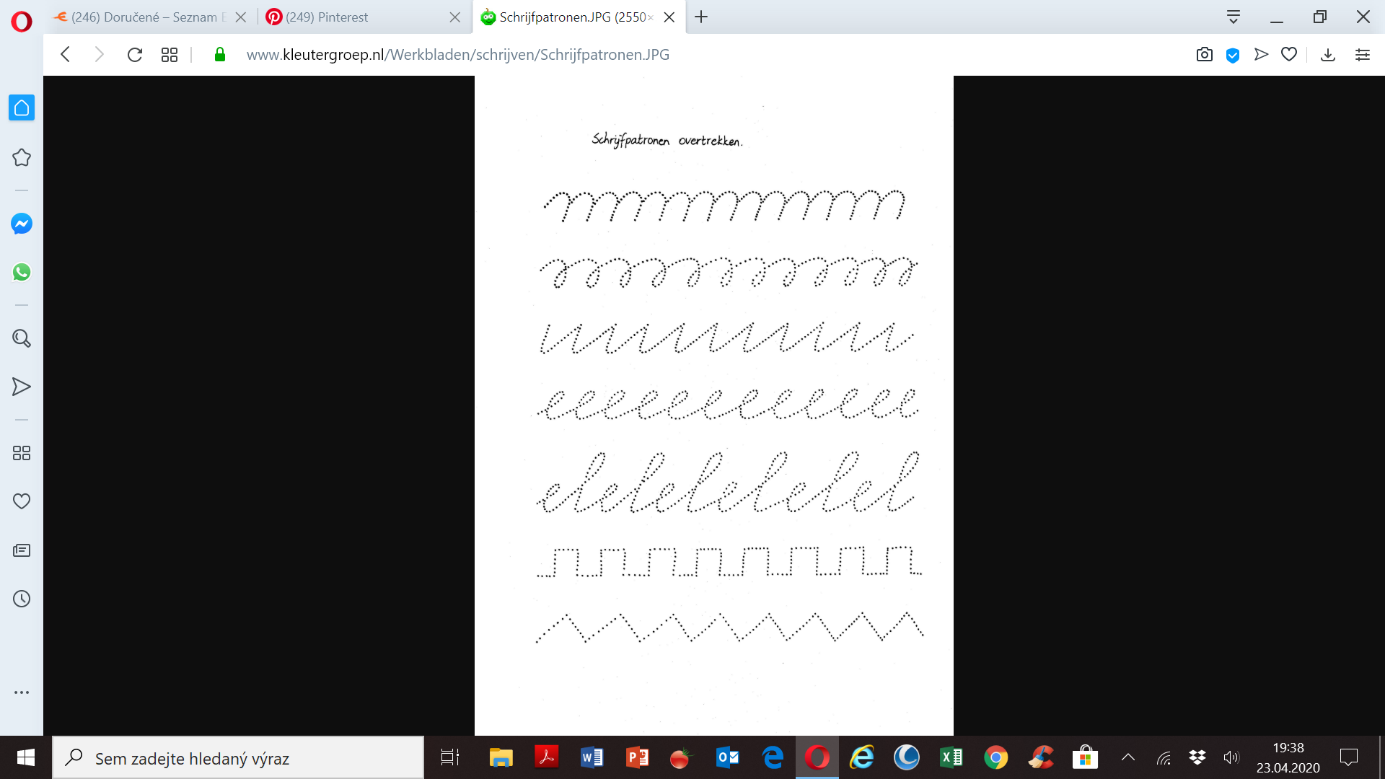 (246) Doručené – Seznam E
(249) Pinterest
Schrijfpatronen.JPG (2550×
www.kleutergroep.nl/Werkbladen/schrijven/Schrijfpatronen.JPG
Schrijfpatronen overtrekken.
Sem zadejte hledaný výraz
19:38
23.04.2020